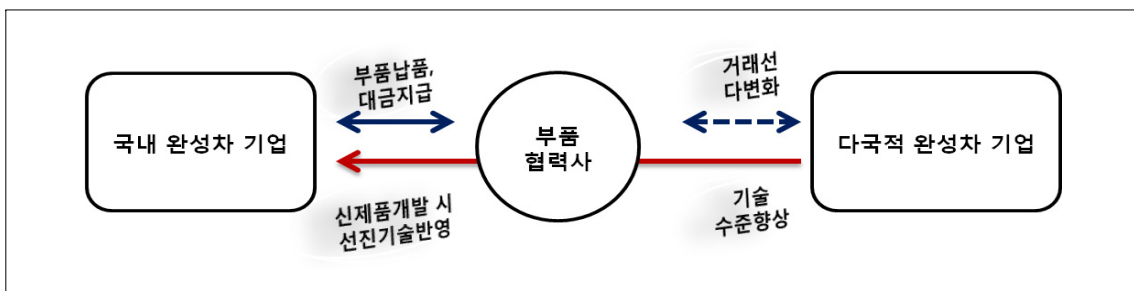 부품납품,
대금지급
거래선
다변화
국내 완성차 기업
부품
협력사
다국적 완성차 기업
신제품개발 시
선진기술반영
기술
수준향상